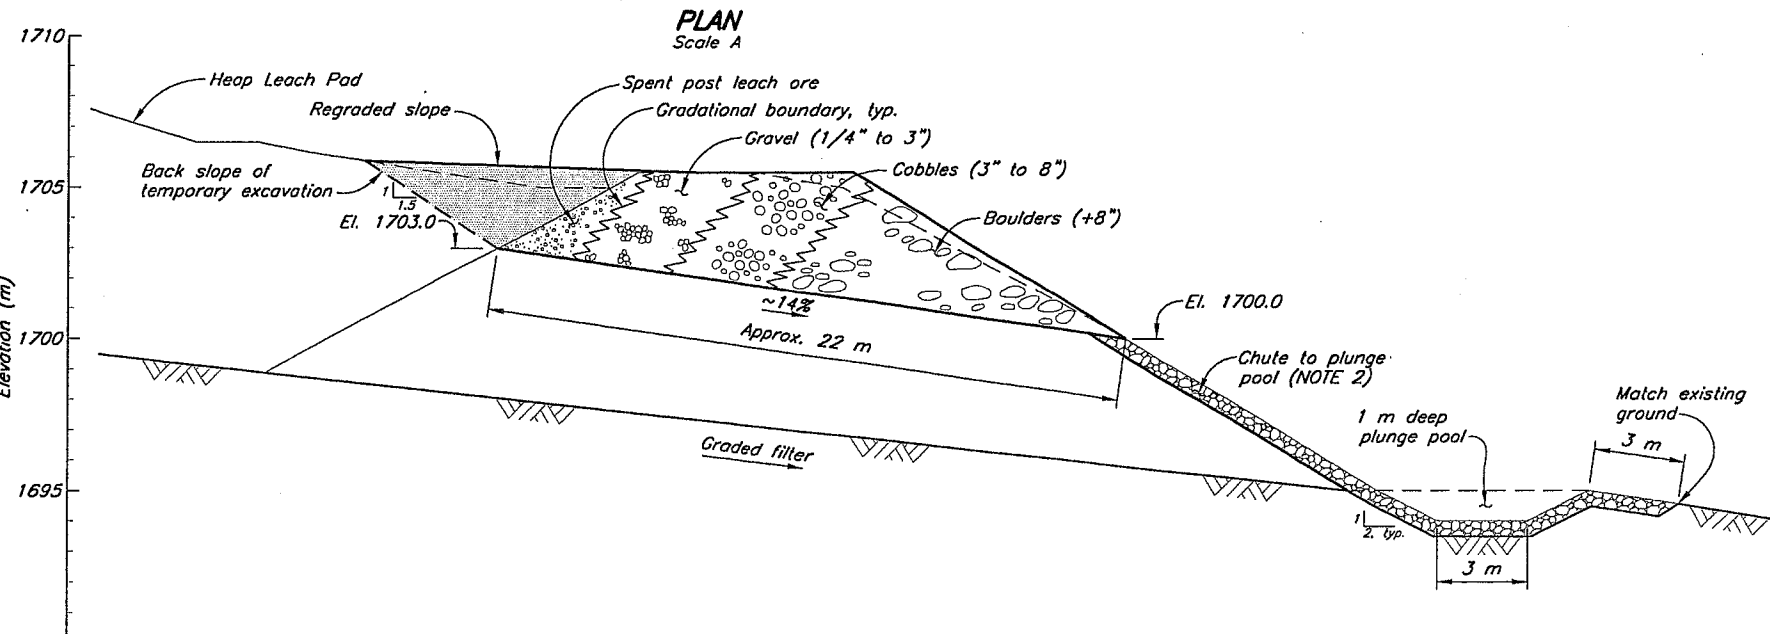 PLAN
Scale A
1710
Heap Leach Pad
Spent post leach ore
Regraded slope
Gradational boundary, typ.
Gravel (1/4" to 3")
Back slope of
temporary excavation
Cobbles (3" to 8")
1705
1
1.5
El. 1703.0
Boulders (+8")
Elevation (m)
~14%
El. 1700.0
Approx. 22 m
1700
Chute to plunge
pool (NOTE 2)
Match existing
ground
1 m deep
plunge pool
3 m
Graded filter
1695
1
2, typ.
3 m